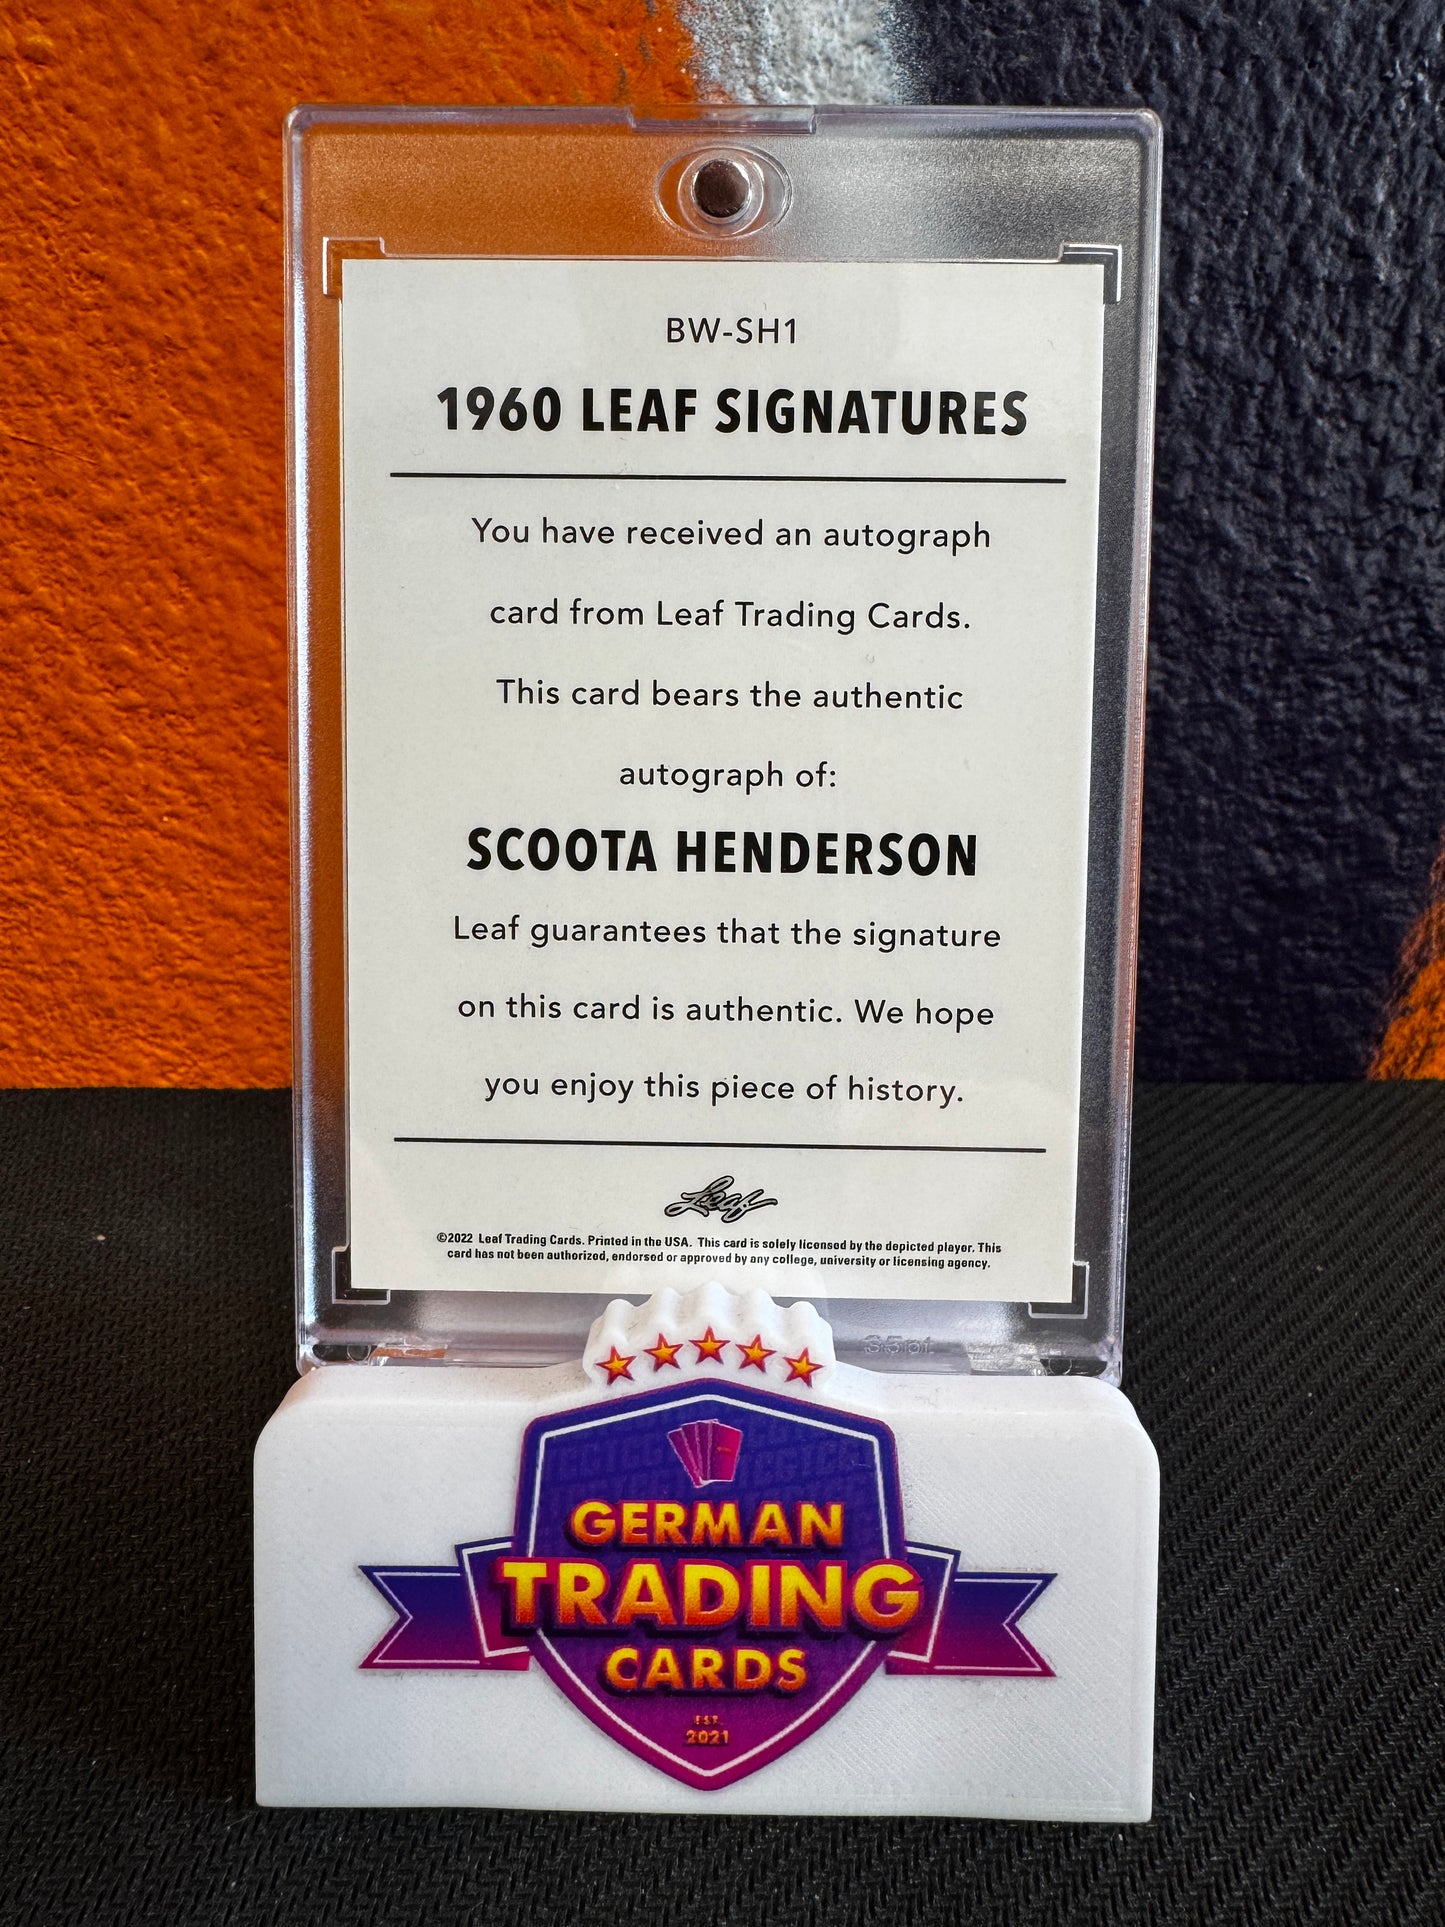 BW-SH1
1960 LEAF SIGNATURES
You have received an autograph
card from Leaf Trading Cards.
This card bears the authentic
autograph of:
SCOOTA HENDERSON
Leaf guarantees that the signature
on this card is authentic. We hope
you enjoy this piece of history.
Leaf
©2022 Leaf Trading Cards. Printed in the USA. This card is solely licensed by the depicted player. This
card has not been authorized, endorsed or approved by any college, university or licensing agency.
35pt
GERMAN
TRADING
CARDS
EST.
2021